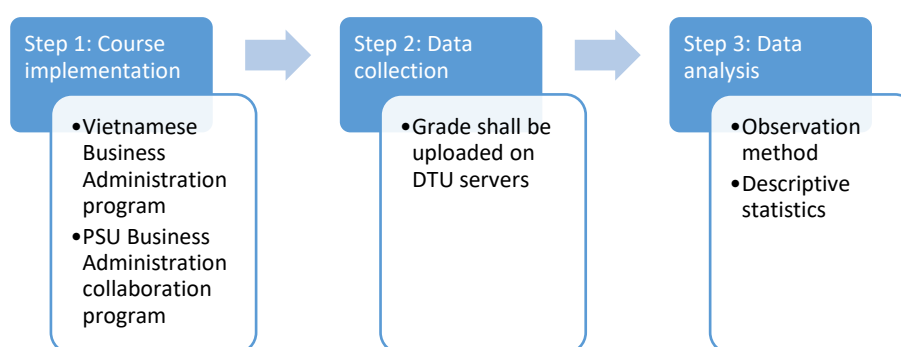 Step 1: Course
implementation
•Vietnamese
Business
Administration
program
•PSU Business
Administration
collaboration
program
Step 2: Data
collection
•Grade shall be
uploaded on
DTU servers
Step 3: Data
analysis
•Observation
method
•Descriptive
statistics